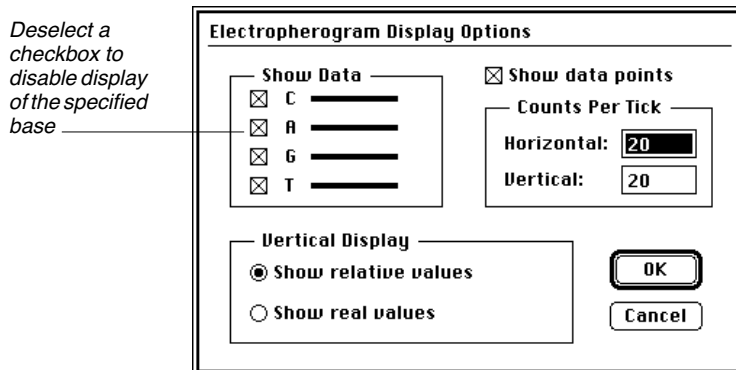 Deselect a
checkbox to
disable display
of the specified
base
Electropherogram Display Options
Show Data
C
A
G
T
Show data points
Counts Per Tick
Horizontal: 20
Vertical: 20
Vertical Display
Show relative values
Show real values
OK
Cancel